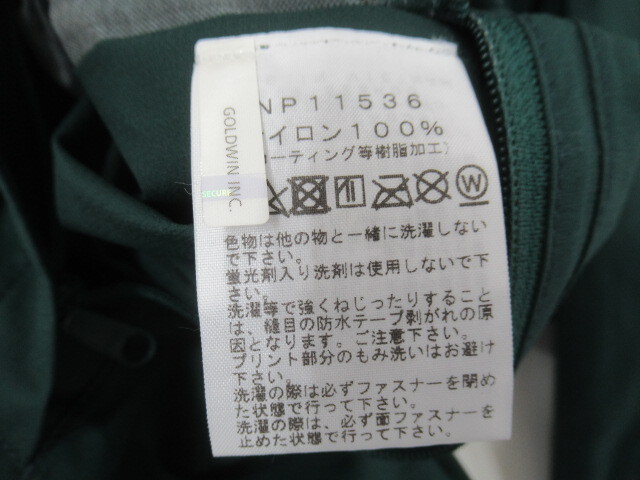 NP11536
イロン100%
ーティング等樹脂加工)
W
GOLDWIN INC.
SECURE
色物は他の物と一緒に洗濯しない
で下さい。
蛍光剤入り洗剤は使用しないで下
さい。
洗濯等で強くねじったりすること
は、縫目の防水テープ剥がれの原
因となります。ご注意下さい。
プリント部分のもみ洗いはお避け
下さい。
洗濯の際は必ずファスナーを閉め
た状態で行って下さい。
洗濯の際は、必ず面ファスナーを
止めた状態で行って下さい。